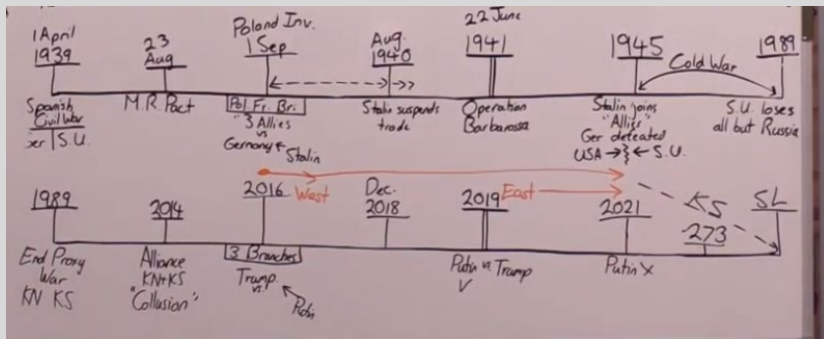 1 April
1939
Spanish
Civil War
Ger | S.U.
23
Aug
M.R. Pact
Poland Inv.
1 Sep
Pol. Fr. Bri.
"3 Allies
vs
Germany ← Stalin
Aug.
1940
Stalin suspends
trade
22 June
1941
Operation
Barbarossa
1945
Stalin joins
"Allies"
Ger defeated
USA → ← S.U.
Cold War
1989
S.U. loses
all but Russia
1989
End Proxy
War
KN KS
2014
Alliance
KN+KS
"Collusion"
2016
3 Branches
Trump
vs.
Putin
West
Dec.
2018
2019
Putin vs Trump
V
East
2021
Putin X
KS
273
SL